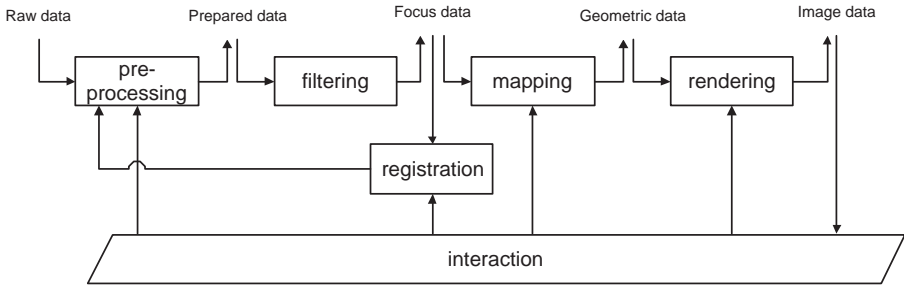 Raw data
Prepared data
Focus data
Geometric data
Image data
pre-
processing
filtering
mapping
rendering
registration
interaction